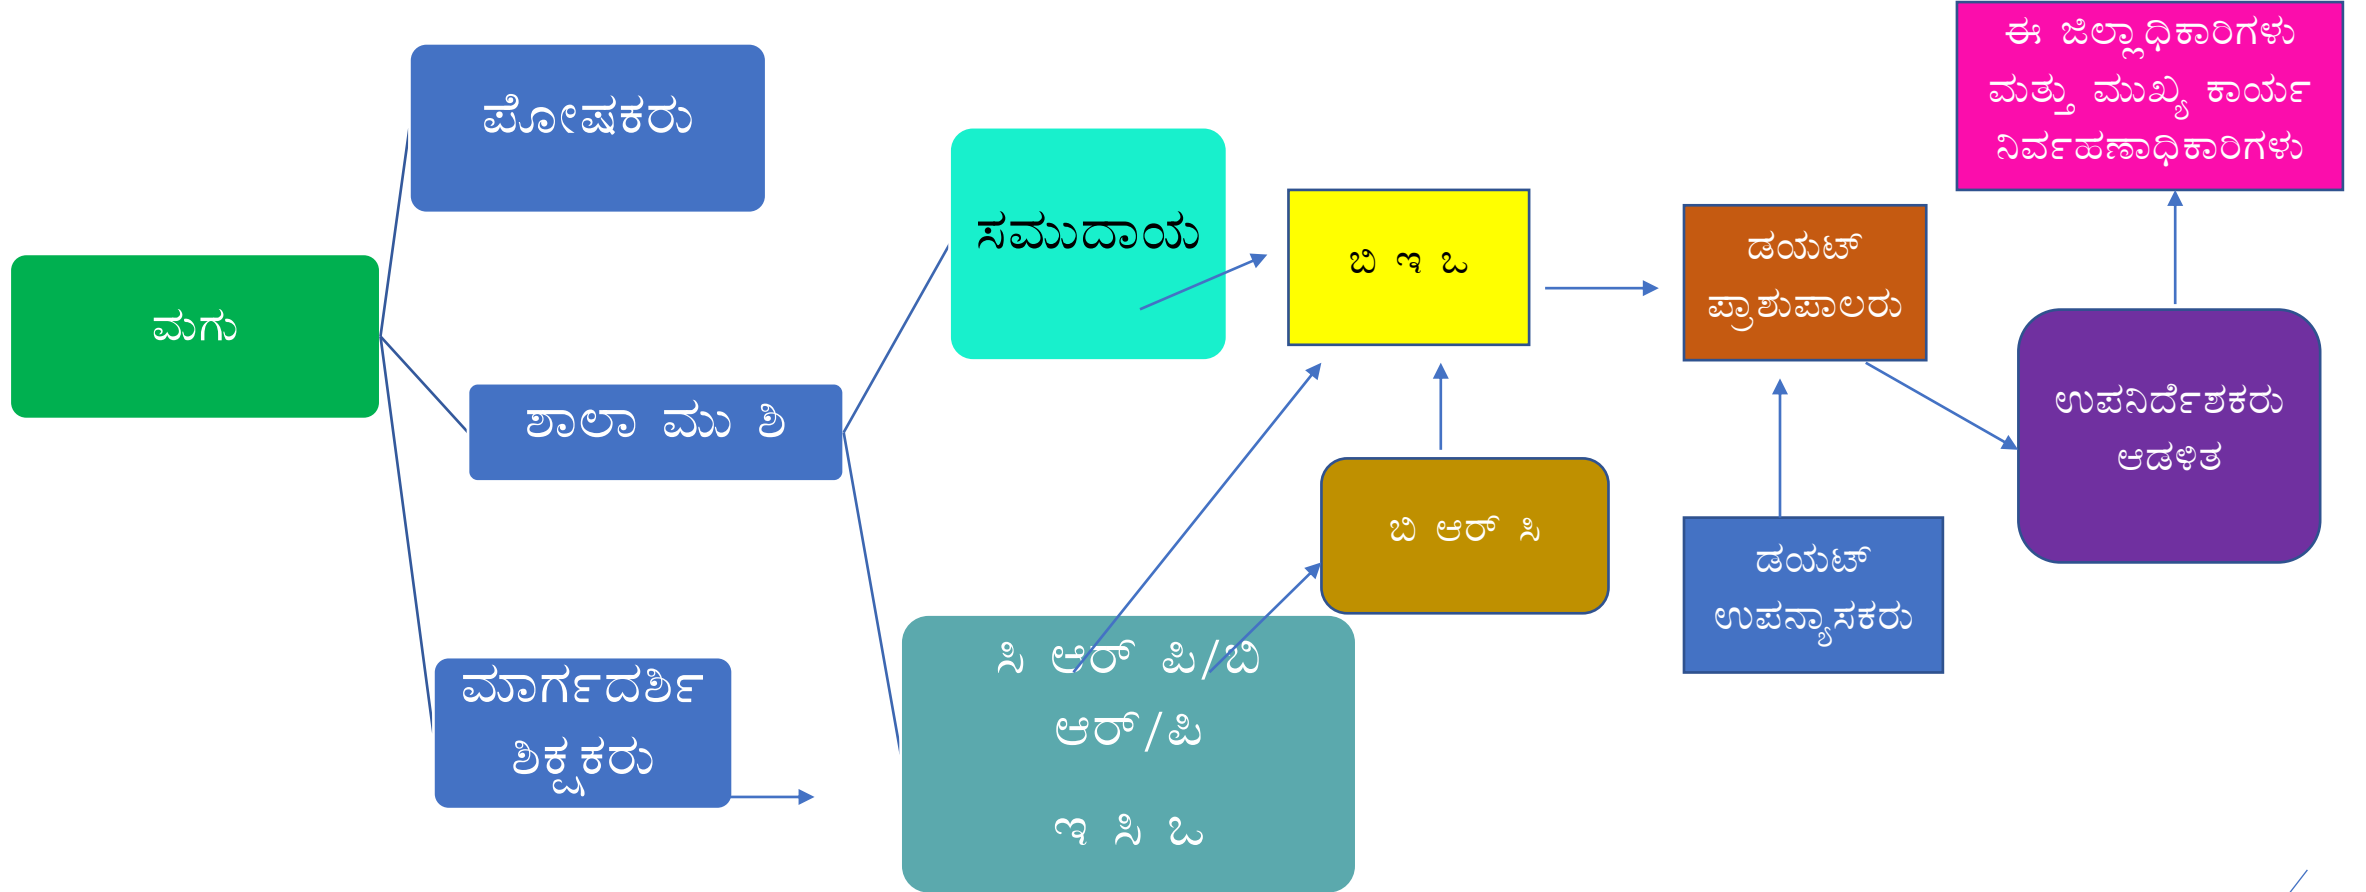 ಮಗು
ಪೋಷಕರು
ಶಾಲಾ ಮು ಶಿ
ಮಾರ್ಗದರ್ಶಿ
ಶಿಕ್ಷಕರು
ಸಮುದಾಯ
ಸಿ ಆರ್ ಪಿ/ಬಿ
ಆರ್/ಪಿ
ಇ ಸಿ ಒ
ಬಿ ಇ ಒ
ಬಿ ಆರ್ ಸಿ
ಡಯಟ್
ಪ್ರಾಶುಪಾಲರು
ಡಯಟ್
ಉಪನ್ಯಾಸಕರು
ಈ ಜಿಲ್ಲಾಧಿಕಾರಿಗಳು
ಮತ್ತು ಮುಖ್ಯ ಕಾರ್ಯ
ನಿರ್ವಹಣಾಧಿಕಾರಿಗಳು
ಉಪನಿರ್ದೆಶಕರು
ಆಡಳಿತ